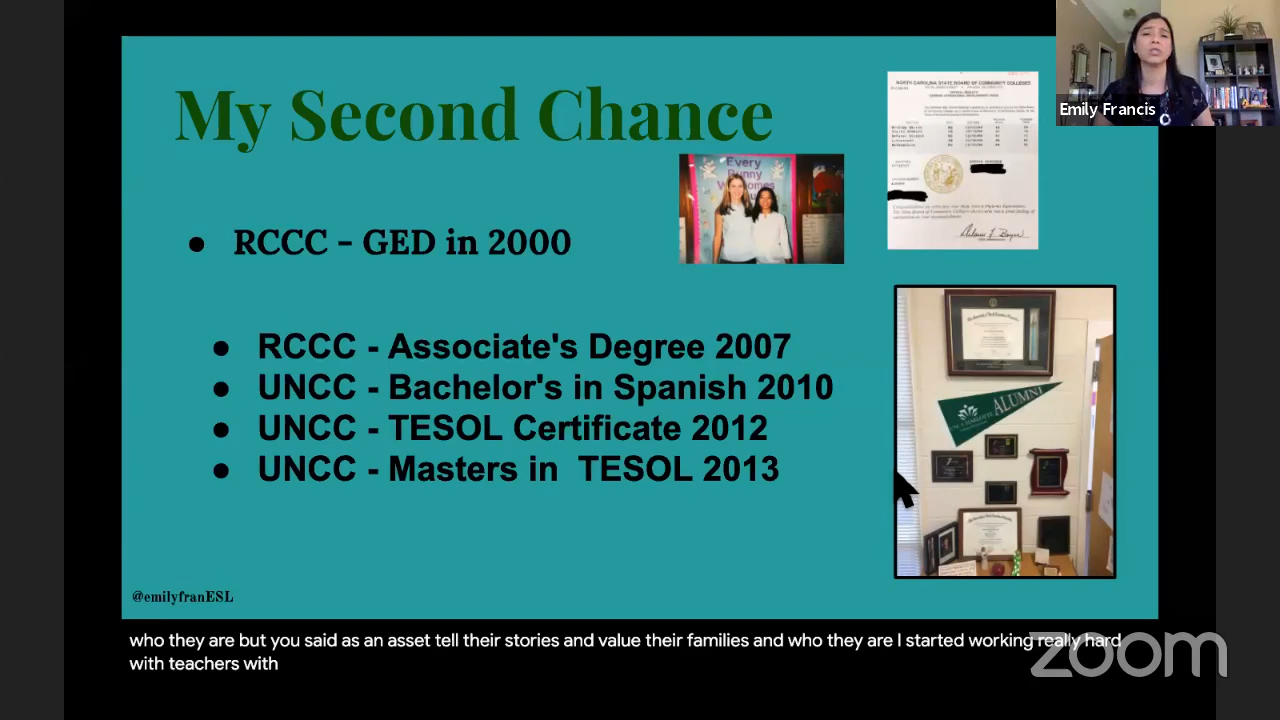 My Second Chance
Emily Francis
NORTH CAROLINA STATE BOARD OF COMMUNITY COLLEGES
Every
Bunny
Welcomes
RCCC - GED in 2000
RCCC - Associate's Degree 2007
UNCC - Bachelor's in Spanish 2010
UNCC - TESOL Certificate 2012
UNCC - Masters in TESOL 2013
ALUMNI
@emilyfranESL
who they are but you said as an asset tell their stories and value their families and who they are I started working really hard
with teachers with
zoom